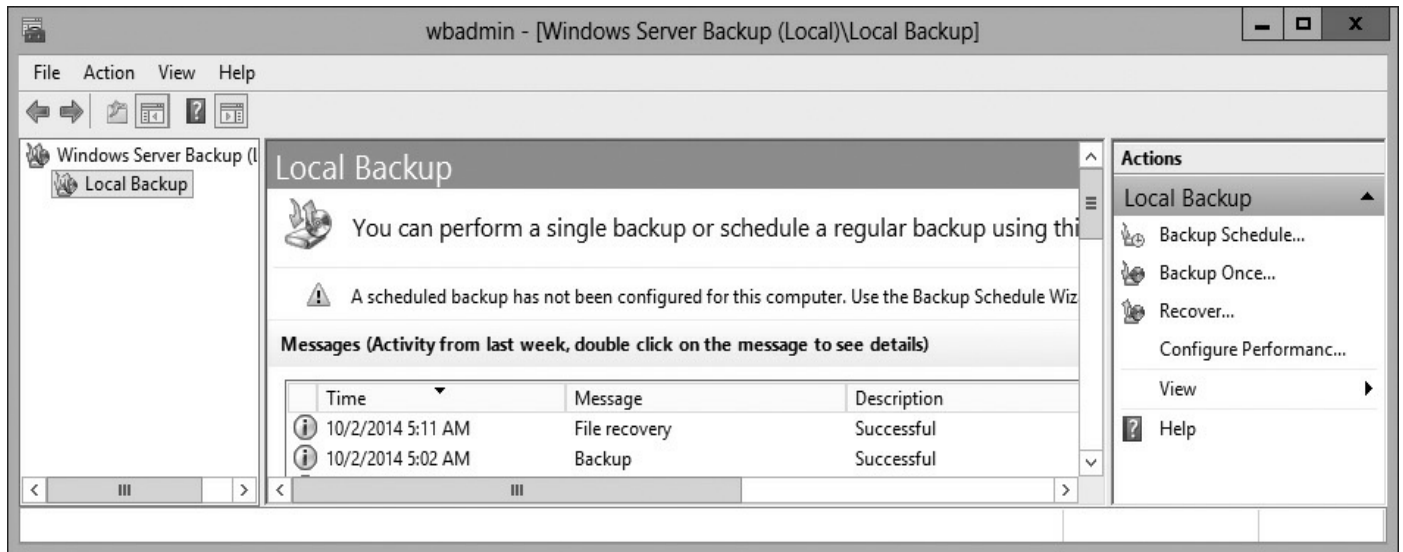 wbadmin - [Windows Server Backup (Local)\Local Backup]
File Action View Help
Windows Server Backup (L
Local Backup
Local Backup
You can perform a single backup or schedule a regular backup using thi
A scheduled backup has not been configured for this computer. Use the Backup Schedule Wiz
Messages (Activity from last week, double click on the message to see details)
Time Message Description
10/2/2014 5:11 AM File recovery Successful
10/2/2014 5:02 AM Backup Successful
Actions
Local Backup
Backup Schedule...
Backup Once...
Recover...
Configure Performanc...
View
Help